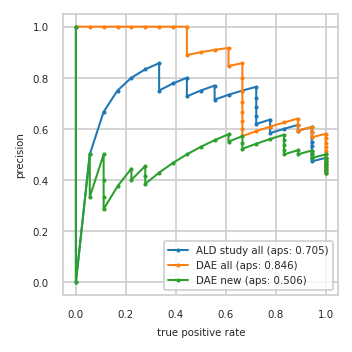 1.0
0.8
0.6
0.4
0.2
0.0
precision
ALD study all (aps: 0.705)
DAE all (aps: 0.846)
DAE new (aps: 0.506)
0.0 0.2 0.4 0.6 0.8 1.0
true positive rate